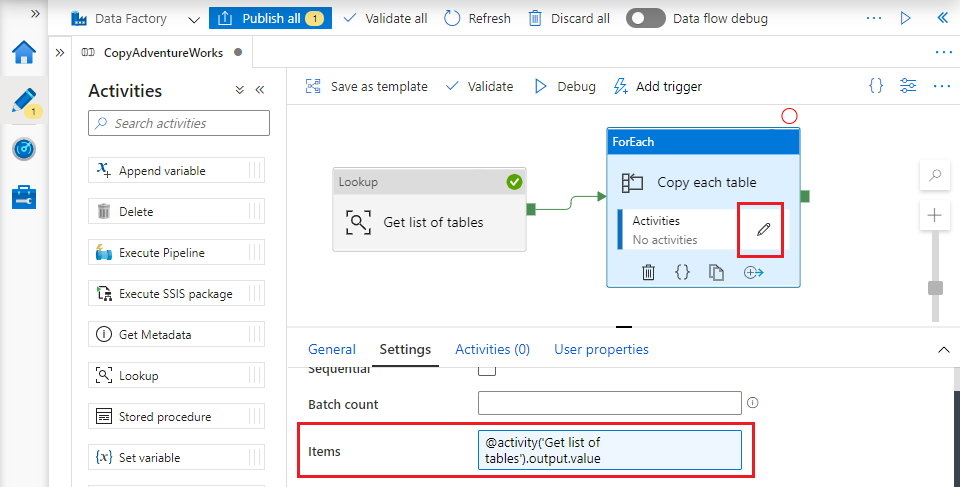 Data Factory
Publish all 1
Validate all
Refresh
Discard all
Data flow debug
CopyAdventureWorks
1
Activities
Search activities
Append variable
Delete
Execute Pipeline
Execute SSIS package
Get Metadata
Lookup
Stored procedure
Set variable
Save as template
Validate
Debug
Add trigger
Lookup
Get list of tables
ForEach
Copy each table
Activities
No activities
General
Settings
Activities (0)
User properties
Sequential
Batch count
Items
@activity('Get list of
tables').output.value